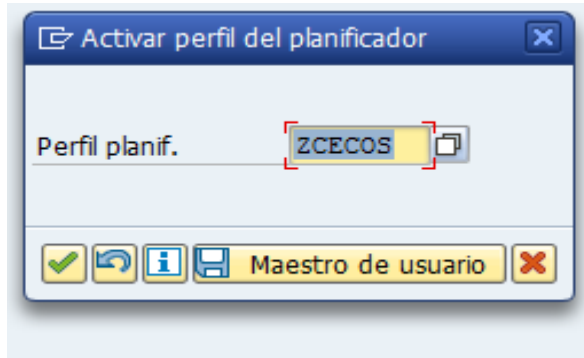 Activar perfil del planificador
Perfil planif. ZCECOS
Maestro de usuario